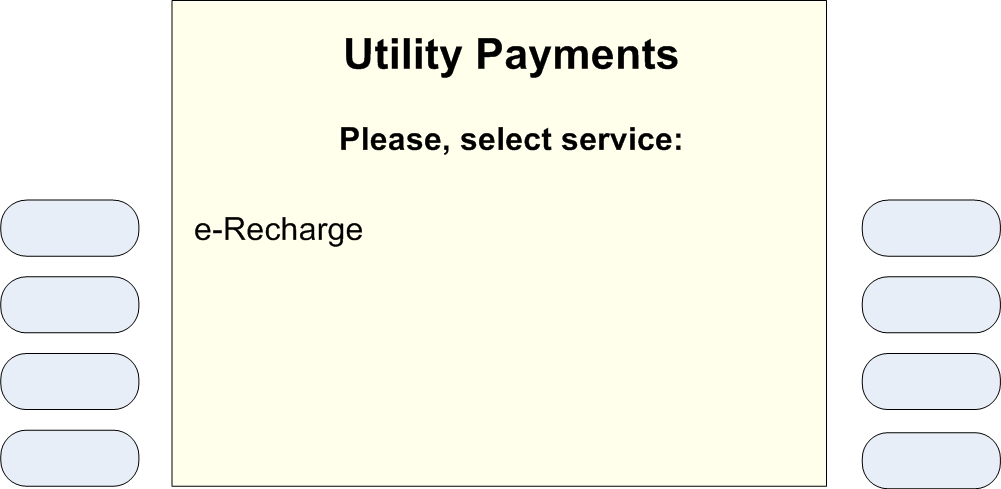 Utility Payments
Please, select service:
e-Recharge